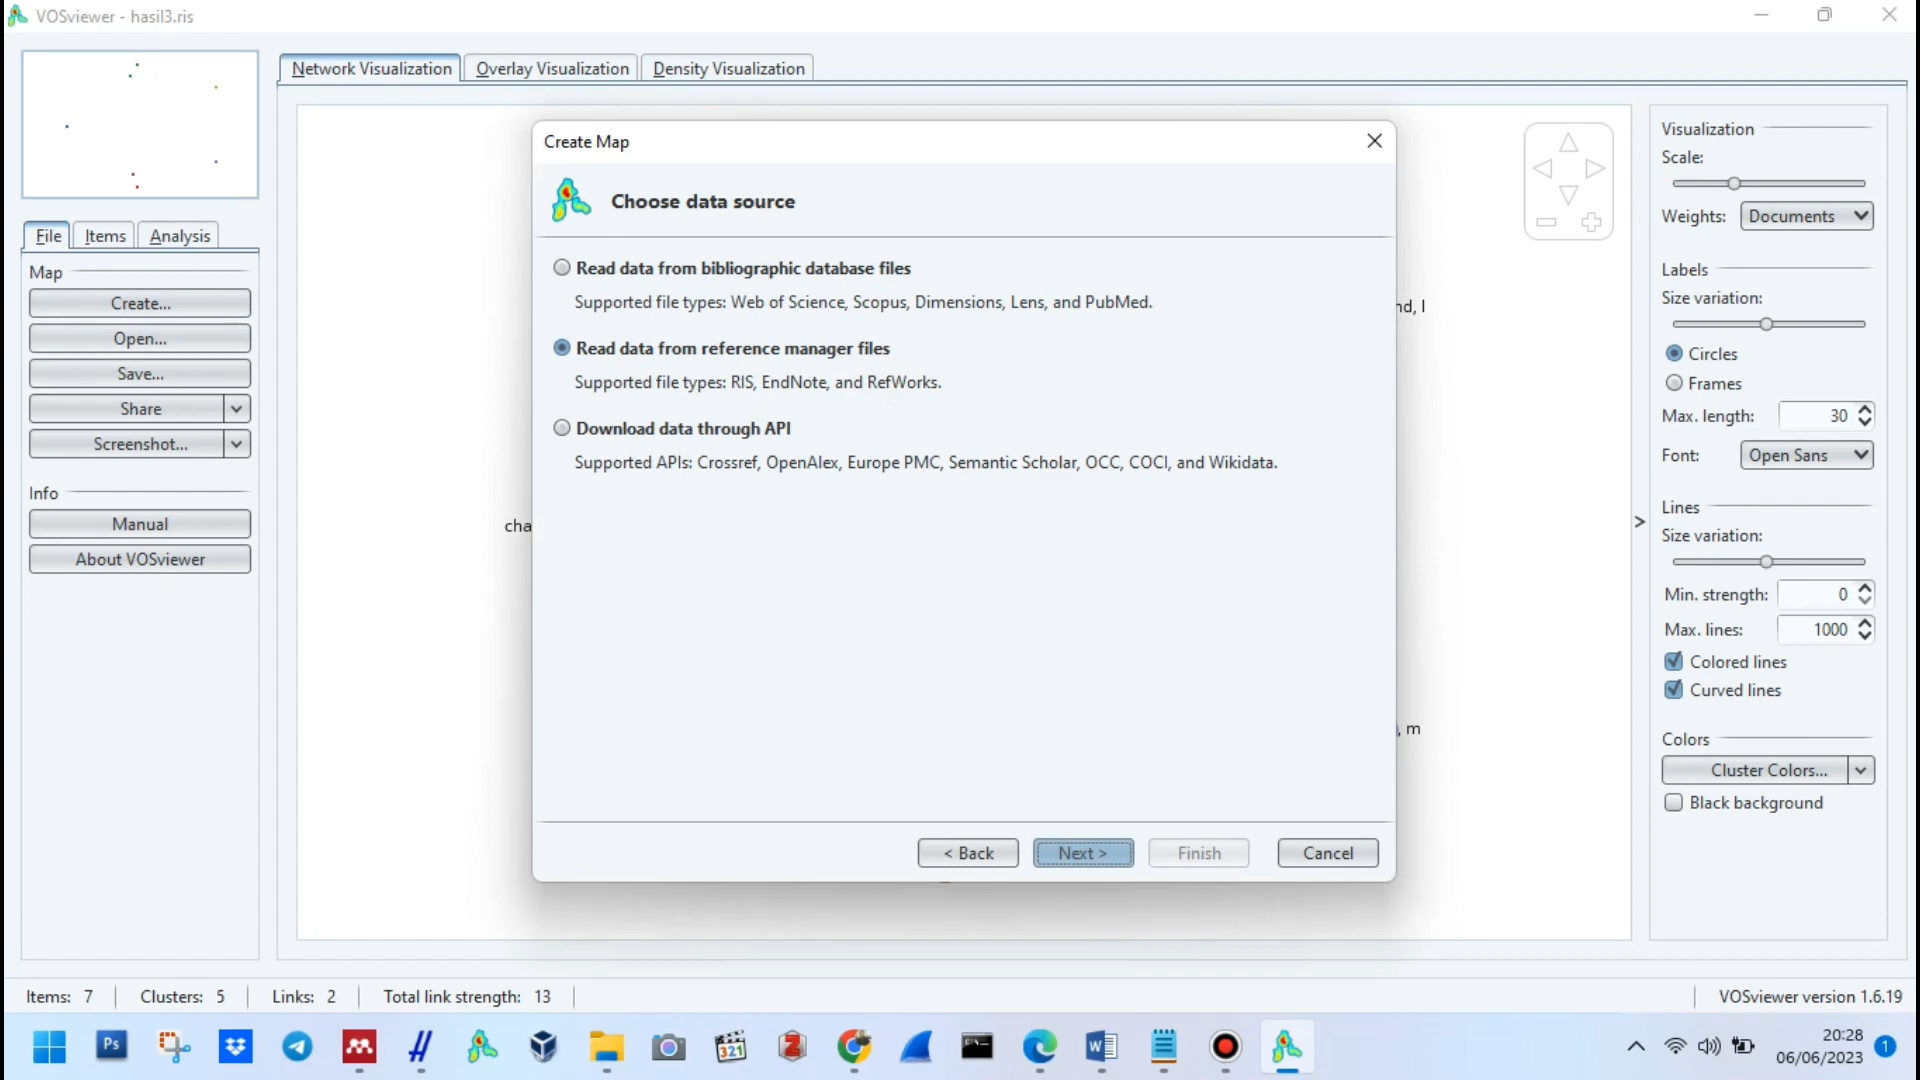 VOSviewer - hasil3.ris
Network Visualization
Overlay Visualization
Density Visualization
File
Items
Analysis
Map
Create...
Open...
Save...
Share
Screenshot...
Info
Manual
About VOSviewer
Create Map
Choose data source
Read data from bibliographic database files
Supported file types: Web of Science, Scopus, Dimensions, Lens, and PubMed.
Read data from reference manager files
Supported file types: RIS, EndNote, and RefWorks.
Download data through API
Supported APIs: Crossref, OpenAlex, Europe PMC, Semantic Scholar, OCC, COCI, and Wikidata.
< Back
Next >
Finish
Cancel
cha
nd, l
, m
>
Visualization
Scale:
Weights: Documents
Labels
Size variation:
Circles
Frames
Max. length: 30
Font: Open Sans
Lines
Size variation:
Min. strength: 0
Max. lines: 1000
Colored lines
Curved lines
Colors
Cluster Colors...
Black background
Items: 7
Clusters: 5
Links: 2
Total link strength: 13
VOSviewer version 1.6.19
Ps
321
Z
W
20:28
06/06/2023
1